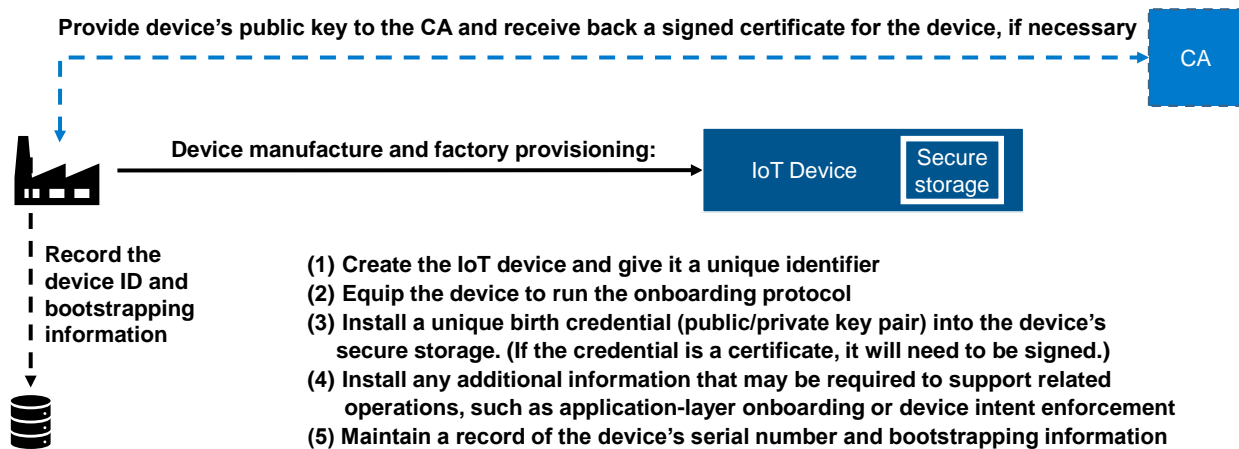 Provide device's public key to the CA and receive back a signed certificate for the device, if necessary
CA
Device manufacture and factory provisioning:
IoT Device
Secure
storage
Record the
device ID and
bootstrapping
information
(1) Create the IoT device and give it a unique identifier
(2) Equip the device to run the onboarding protocol
(3) Install a unique birth credential (public/private key pair) into the device's
secure storage. (If the credential is a certificate, it will need to be signed.)
(4) Install any additional information that may be required to support related
operations, such as application-layer onboarding or device intent enforcement
(5) Maintain a record of the device's serial number and bootstrapping information